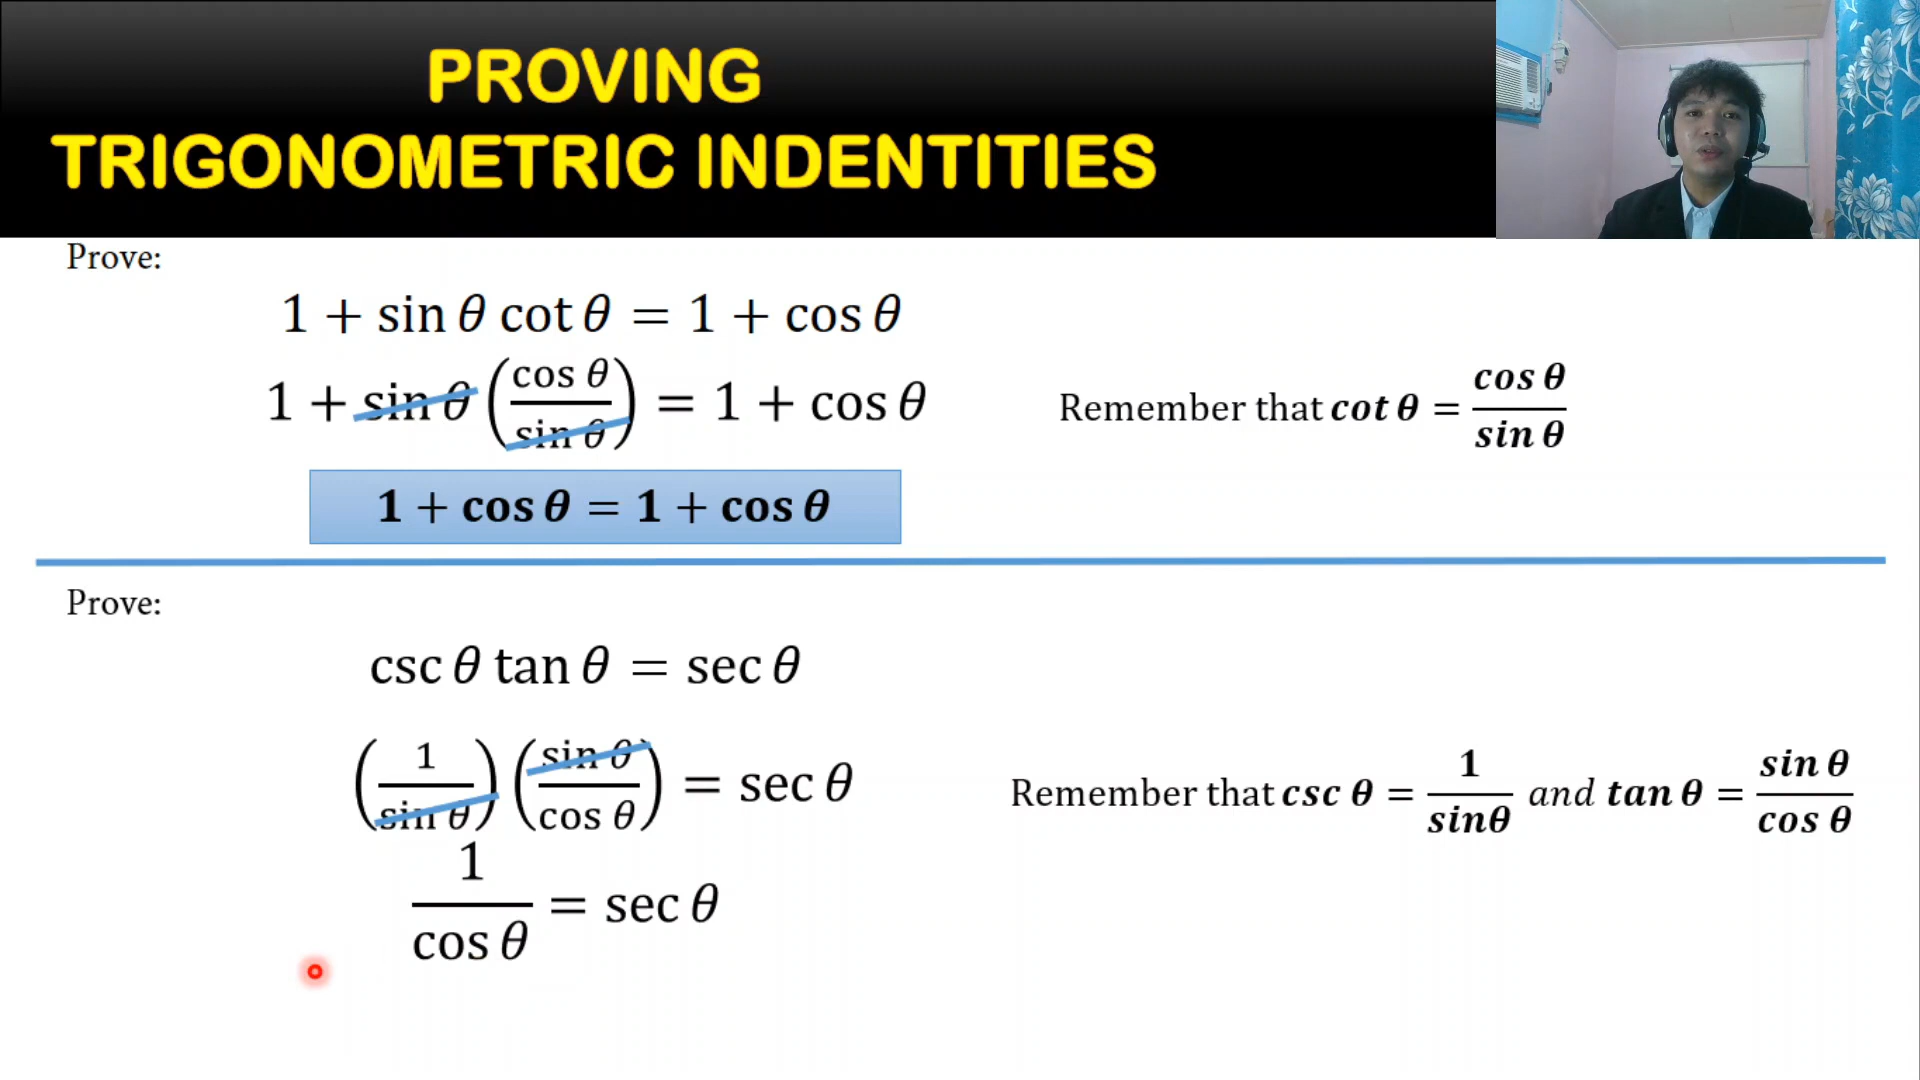 PROVING
TRIGONOMETRIC INDENTITIES
Prove:
1 + sin θ cot θ = 1 + cos θ
1 + sin θ (cos θ / sin θ) = 1 + cos θ
Remember that cot θ = cos θ / sin θ
1 + cos θ = 1 + cos θ
Prove:
csc θ tan θ = sec θ
(1 / sin θ) (sin θ / cos θ) = sec θ
Remember that csc θ = 1 / sinθ and tan θ = sin θ / cos θ
1 / cos θ = sec θ